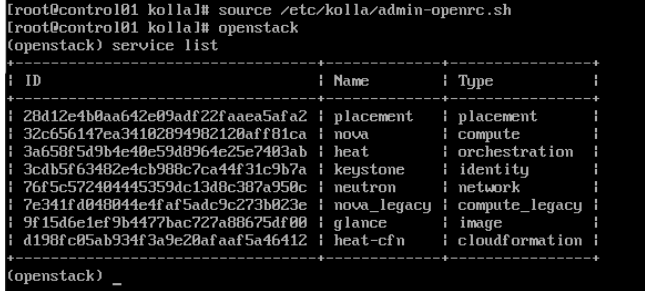 [root@control01 kolla]# source /etc/kolla/admin-openrc.sh
[root@control01 kolla]# openstack
(openstack) service list
+----------------------------------+-------------+----------------+
| ID                               | Name        | Type           |
+----------------------------------+-------------+----------------+
| 28d12e4b0aa642e09adf22faaea5afa2 | placement   | placement      |
| 32c656147ea34102894982120aff81ca | nova        | compute        |
| 3a658f5d9b4e40e59d8964e25e7403ab | heat        | orchestration  |
| 3cdb5f63482e4cb988c7ca44f31c9b7a | keystone    | identity       |
| 76f5c572404445359dc13d8c387a950c | neutron     | network        |
| 7e341fd048044e4faf5adc9c273b023e | nova_legacy | compute_legacy |
| 9f15d6e1ef9b4477bac727a88675df00 | glance      | image          |
| d198fc05ab934f3a9e20afaaf5a46412 | heat-cfn    | cloudformation |
+----------------------------------+-------------+----------------+
(openstack) _